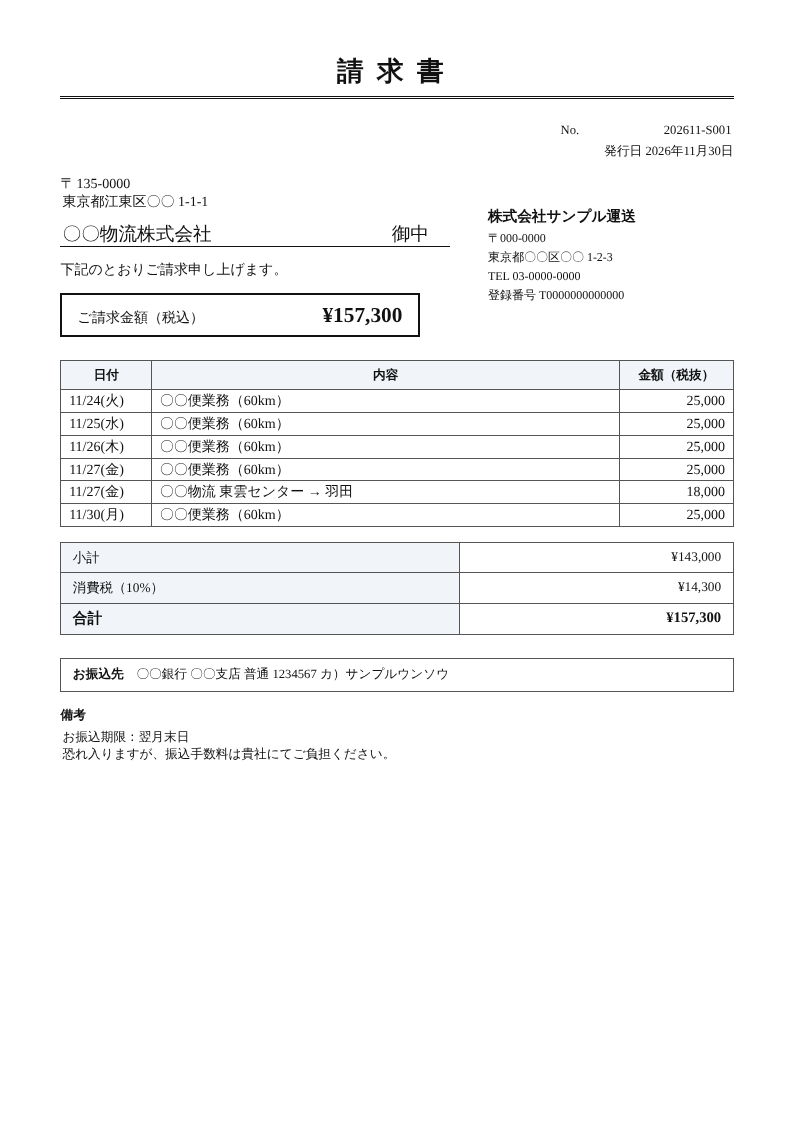 請求書
No. 202611-S001
発行日 2026年11月30日
〒 135-0000
東京都江東区〇〇 1-1-1
〇〇物流株式会社 御中
下記のとおりご請求申し上げます。
ご請求金額（税込） ¥157,300
株式会社サンプル運送
〒000-0000
東京都〇〇区〇〇 1-2-3
TEL 03-0000-0000
登録番号 T0000000000000
日付 内容 金額（税抜）
11/24(火) 〇〇便業務（60km） 25,000
11/25(水) 〇〇便業務（60km） 25,000
11/26(木) 〇〇便業務（60km） 25,000
11/27(金) 〇〇便業務（60km） 25,000
11/27(金) 〇〇物流 東雲センター → 羽田 18,000
11/30(月) 〇〇便業務（60km） 25,000
小計 ¥143,000
消費税（10%） ¥14,300
合計 ¥157,300
お振込先 〇〇銀行 〇〇支店 普通 1234567 カ）サンプルウンソウ
備考
お振込期限：翌月末日
恐れ入りますが、振込手数料は貴社にてご負担ください。